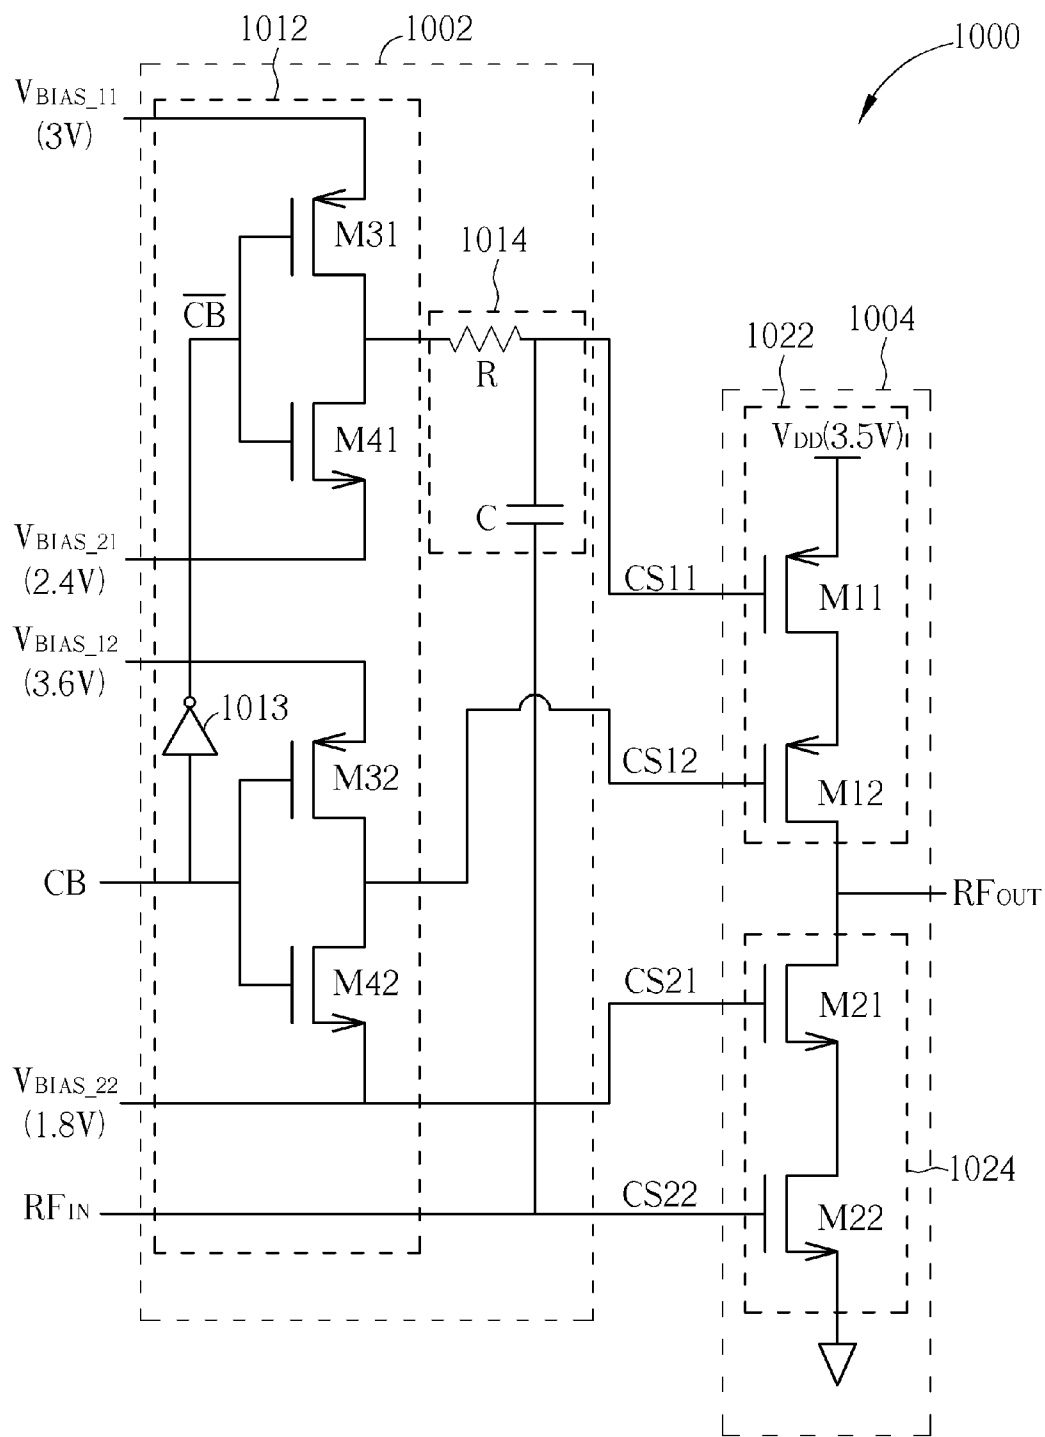 1012
1002
1000
VBIAS_11
(3V)
M31
1014
CB
R
1004
1022
VDD(3.5V)
M41
C
VBIAS_21
(2.4V)
CS11
M11
VBIAS_12
(3.6V)
1013
M32
CS12
M12
CB
RFOUT
M42
CS21
M21
VBIAS_22
(1.8V)
1024
RFIN
CS22
M22